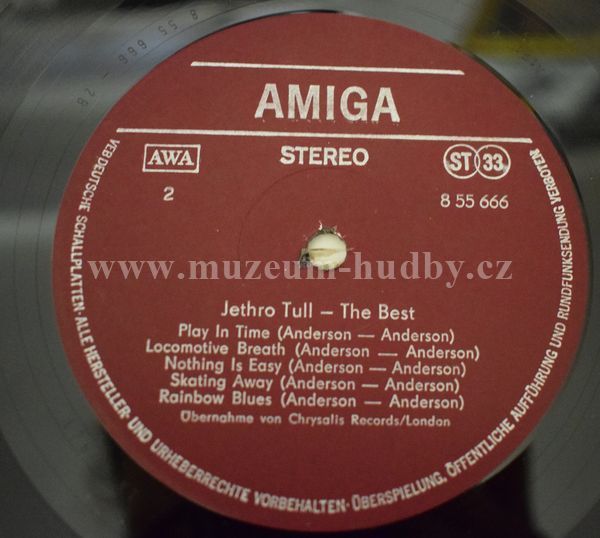 AMIGA
AWA
STEREO
ST 33
2
8 55 666
www.muzeum-hudby.cz
Jethro Tull – The Best
Play In Time (Anderson — Anderson)
Locomotive Breath (Anderson — Anderson)
Nothing Is Easy (Anderson — Anderson)
Skating Away (Anderson — Anderson)
Rainbow Blues (Anderson — Anderson)
Übernahme von Chrysalis Records/London
VEB DEUTSCHE SCHALLPLATTEN · ALLE HERSTELLER- UND URHEBERRECHTE VORBEHALTEN · ÜBERSPIELUNG, ÖFFENTLICHE AUFFÜHRUNG UND RUNDFUNKSENDUNG VERBOTEN